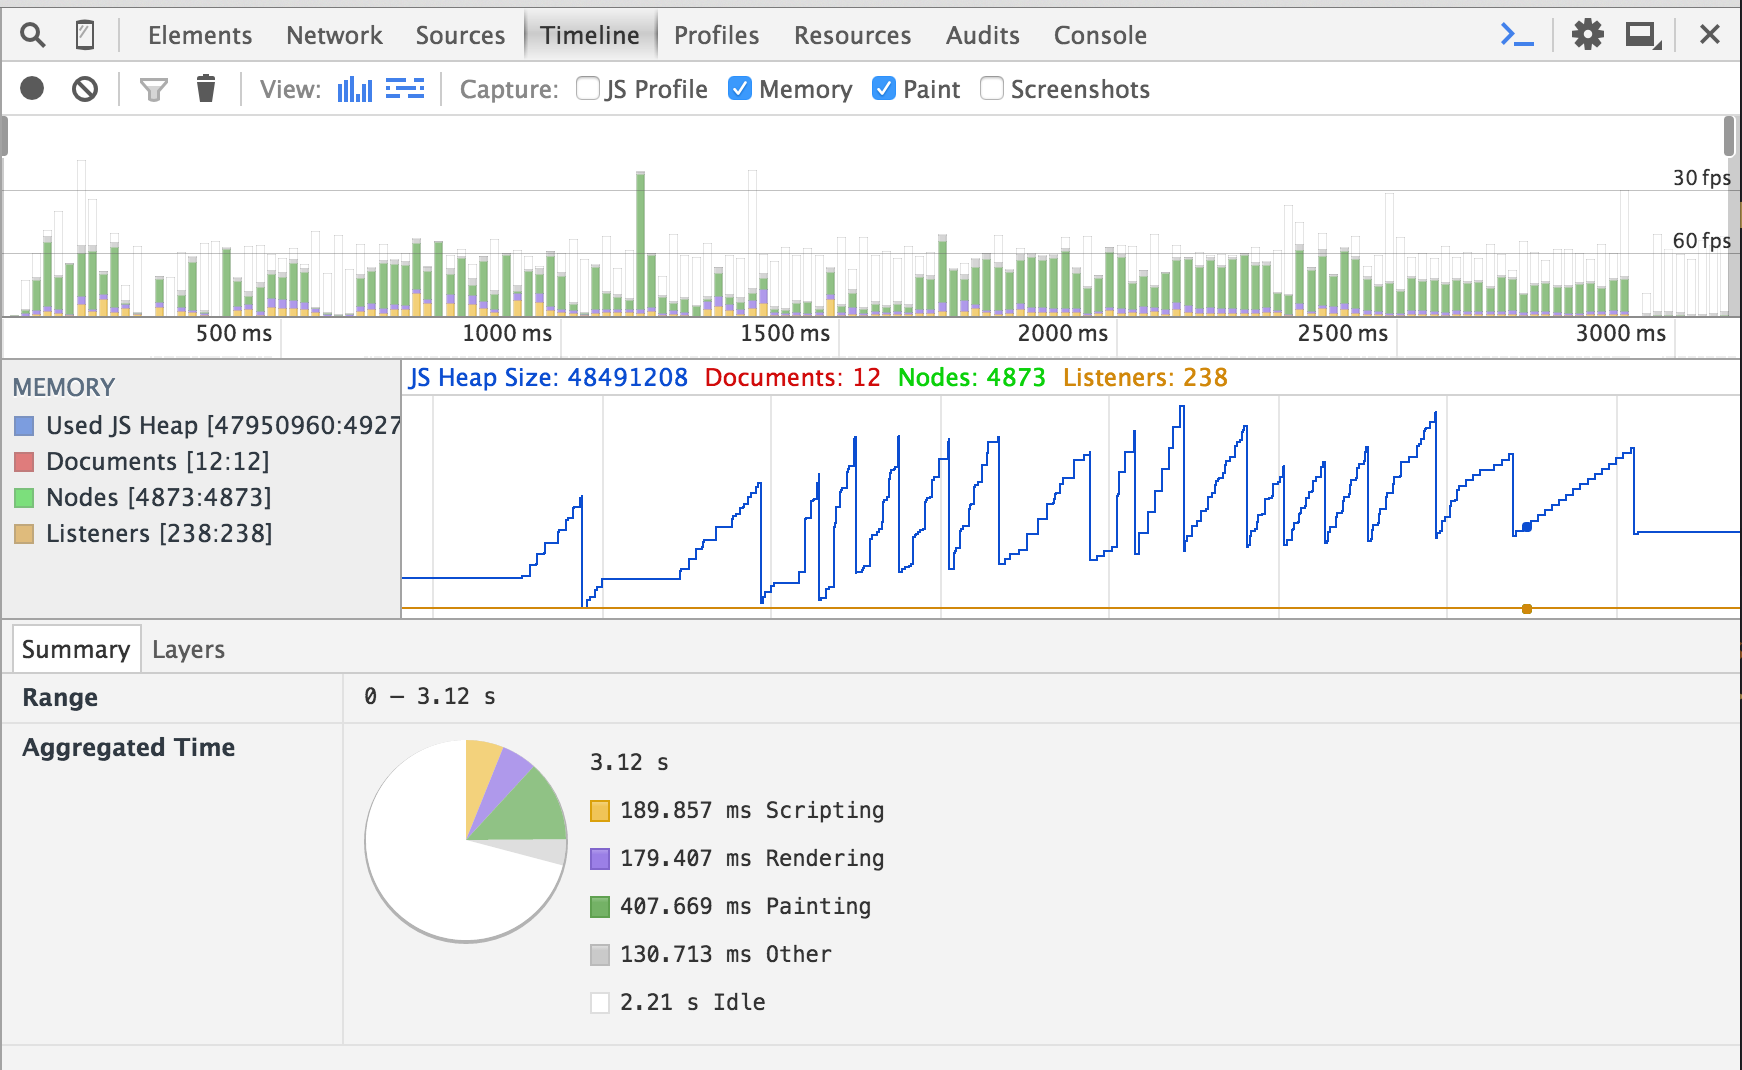 Elements Network Sources Timeline Profiles Resources Audits Console
View: Capture: JS Profile Memory Paint Screenshots
30 fps
60 fps
500 ms 1000 ms 1500 ms 2000 ms 2500 ms 3000 ms
MEMORY
Used JS Heap [47950960:4927
Documents [12:12]
Nodes [4873:4873]
Listeners [238:238]
JS Heap Size: 48491208 Documents: 12 Nodes: 4873 Listeners: 238
Summary Layers
Range 0 – 3.12 s
Aggregated Time
3.12 s
189.857 ms Scripting
179.407 ms Rendering
407.669 ms Painting
130.713 ms Other
2.21 s Idle